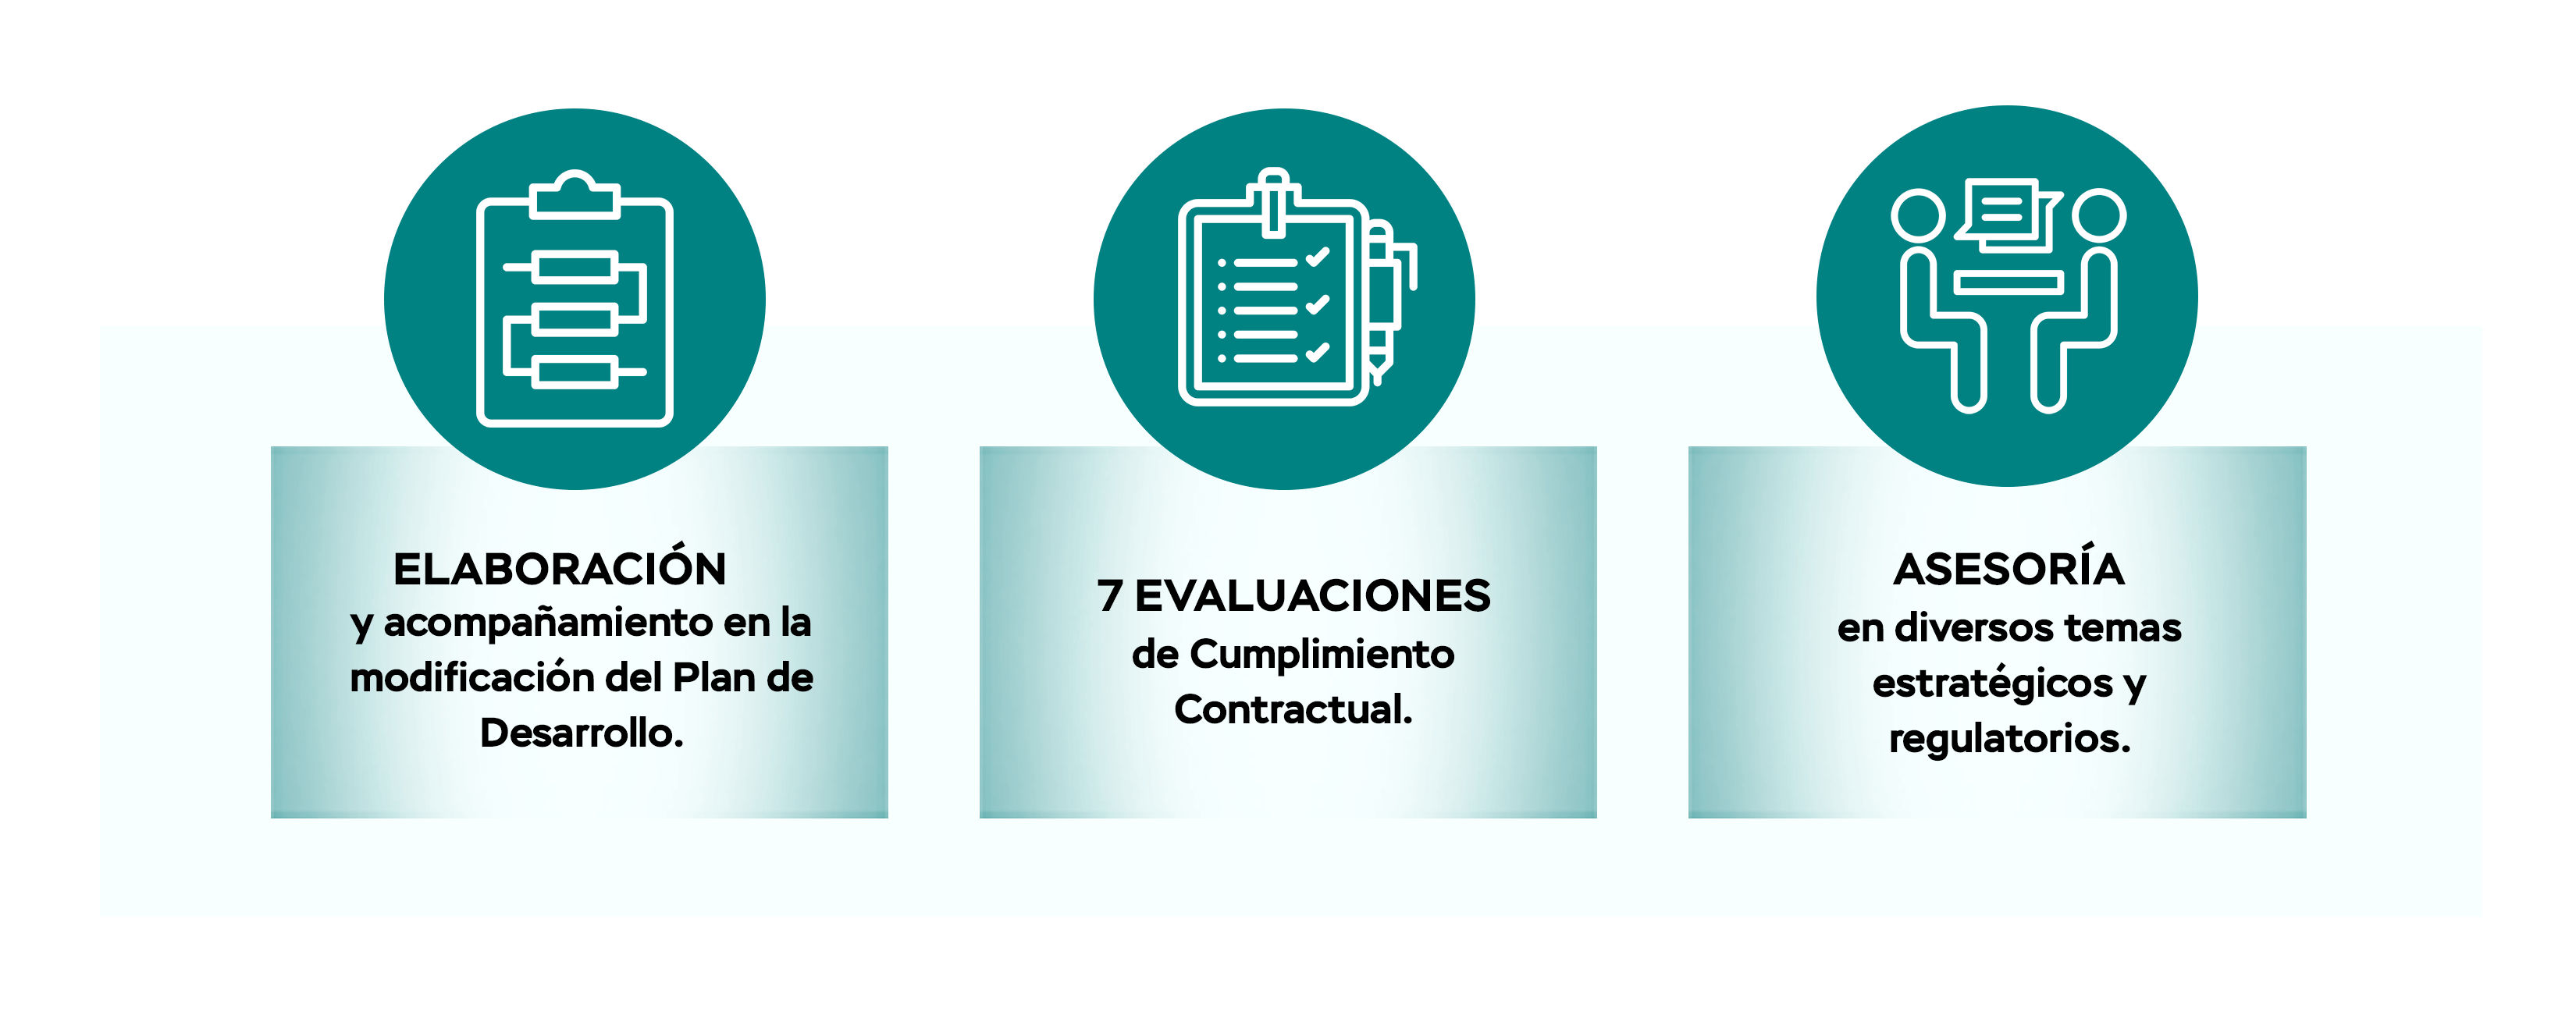 ELABORACIÓN
y acompañamiento en la
modificación del Plan de
Desarrollo.
7 EVALUACIONES
de Cumplimiento
Contractual.
ASESORÍA
en diversos temas
estratégicos y
regulatorios.